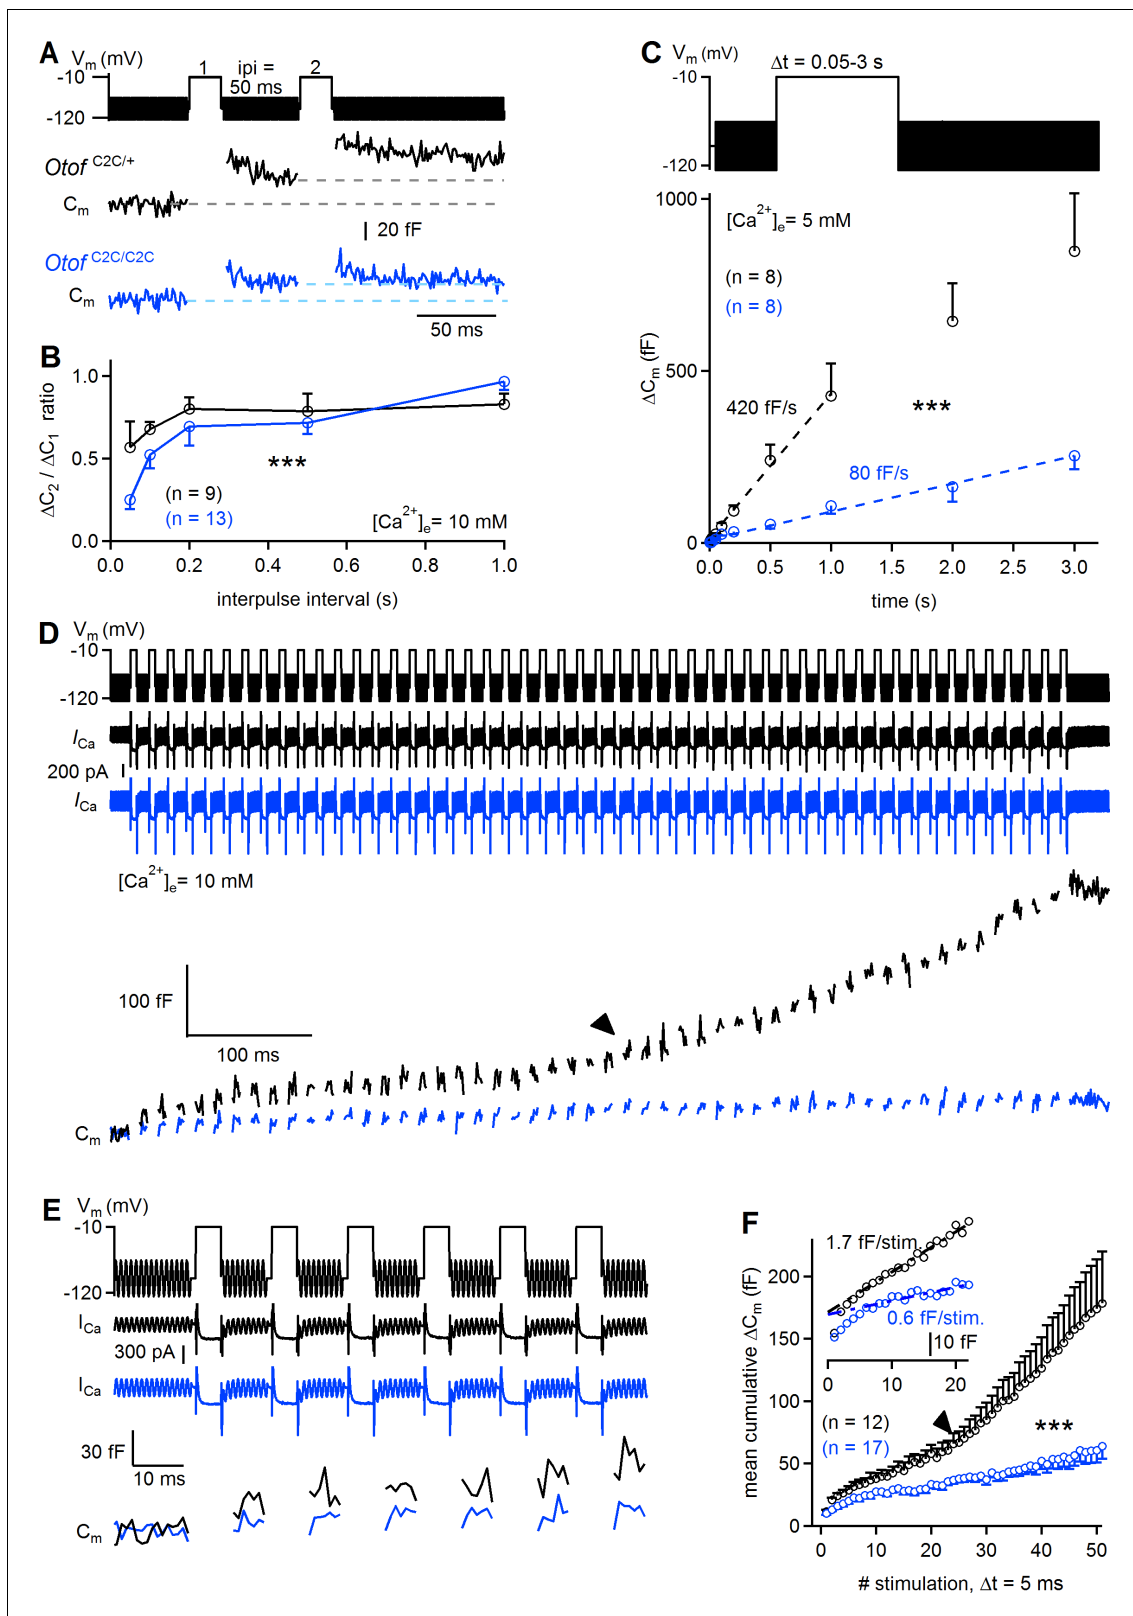 A
Vm (mV)
-10
-120
1
ipi =
50 ms
2
Otof C2C/+
Cm
20 fF
Otof C2C/C2C
Cm
50 ms
B
1.0
0.5
0.0
ΔC2 / ΔC1 ratio
***
(n = 9)
(n = 13)
[Ca2+]e= 10 mM
0.0 0.2 0.4 0.6 0.8 1.0
interpulse interval (s)
C
Vm (mV)
-10
-120
Δt = 0.05-3 s
1000
500
0
ΔCm (fF)
[Ca2+]e= 5 mM
(n = 8)
(n = 8)
420 fF/s
***
80 fF/s
0.0 0.5 1.0 1.5 2.0 2.5 3.0
time (s)
D
Vm (mV)
-10
-120
ICa
200 pA
ICa
[Ca2+]e= 10 mM
100 fF
100 ms
Cm
E
Vm (mV)
-10
-120
ICa
300 pA
ICa
30 fF
10 ms
Cm
F
200
150
100
50
0
mean cumulative ΔCm (fF)
1.7 fF/stim.
0.6 fF/stim.
10 fF
0 10 20
(n = 12)
(n = 17)
***
0 10 20 30 40 50
# stimulation, Δt = 5 ms